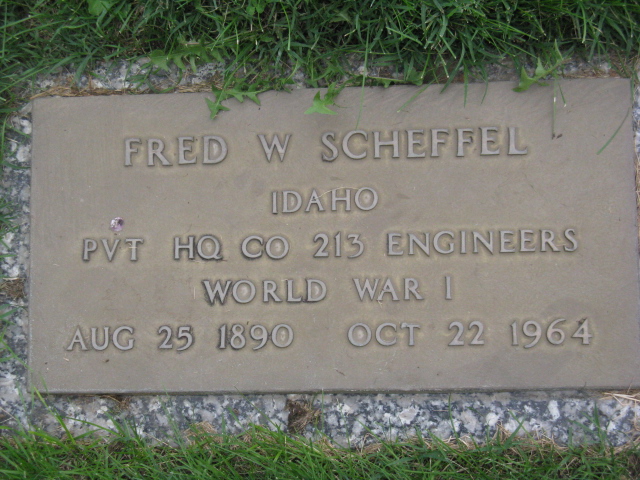 FRED W SCHEFFEL
IDAHO
PVT HQ CO 213 ENGINEERS
WORLD WAR I
AUG 25 1890 OCT 22 1964